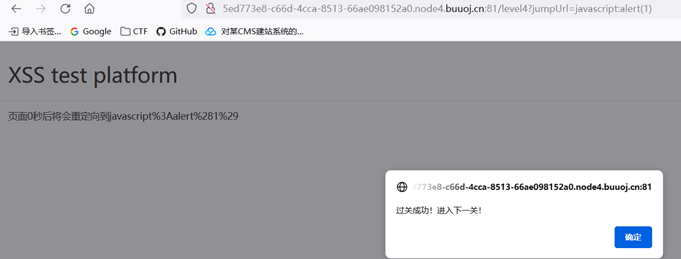 5ed773e8-c66d-4cca-8513-66ae098152a0.node4.buuoj.cn:81/level4?jumpUrl=javascript:alert(1)
导入书签... Google CTF GitHub 对某CMS建站系统的...
XSS test platform
页面0秒后将会重定向到javascript%3Aalert%281%29
773e8-c66d-4cca-8513-66ae098152a0.node4.buuoj.cn:81
过关成功！进入下一关！
确定